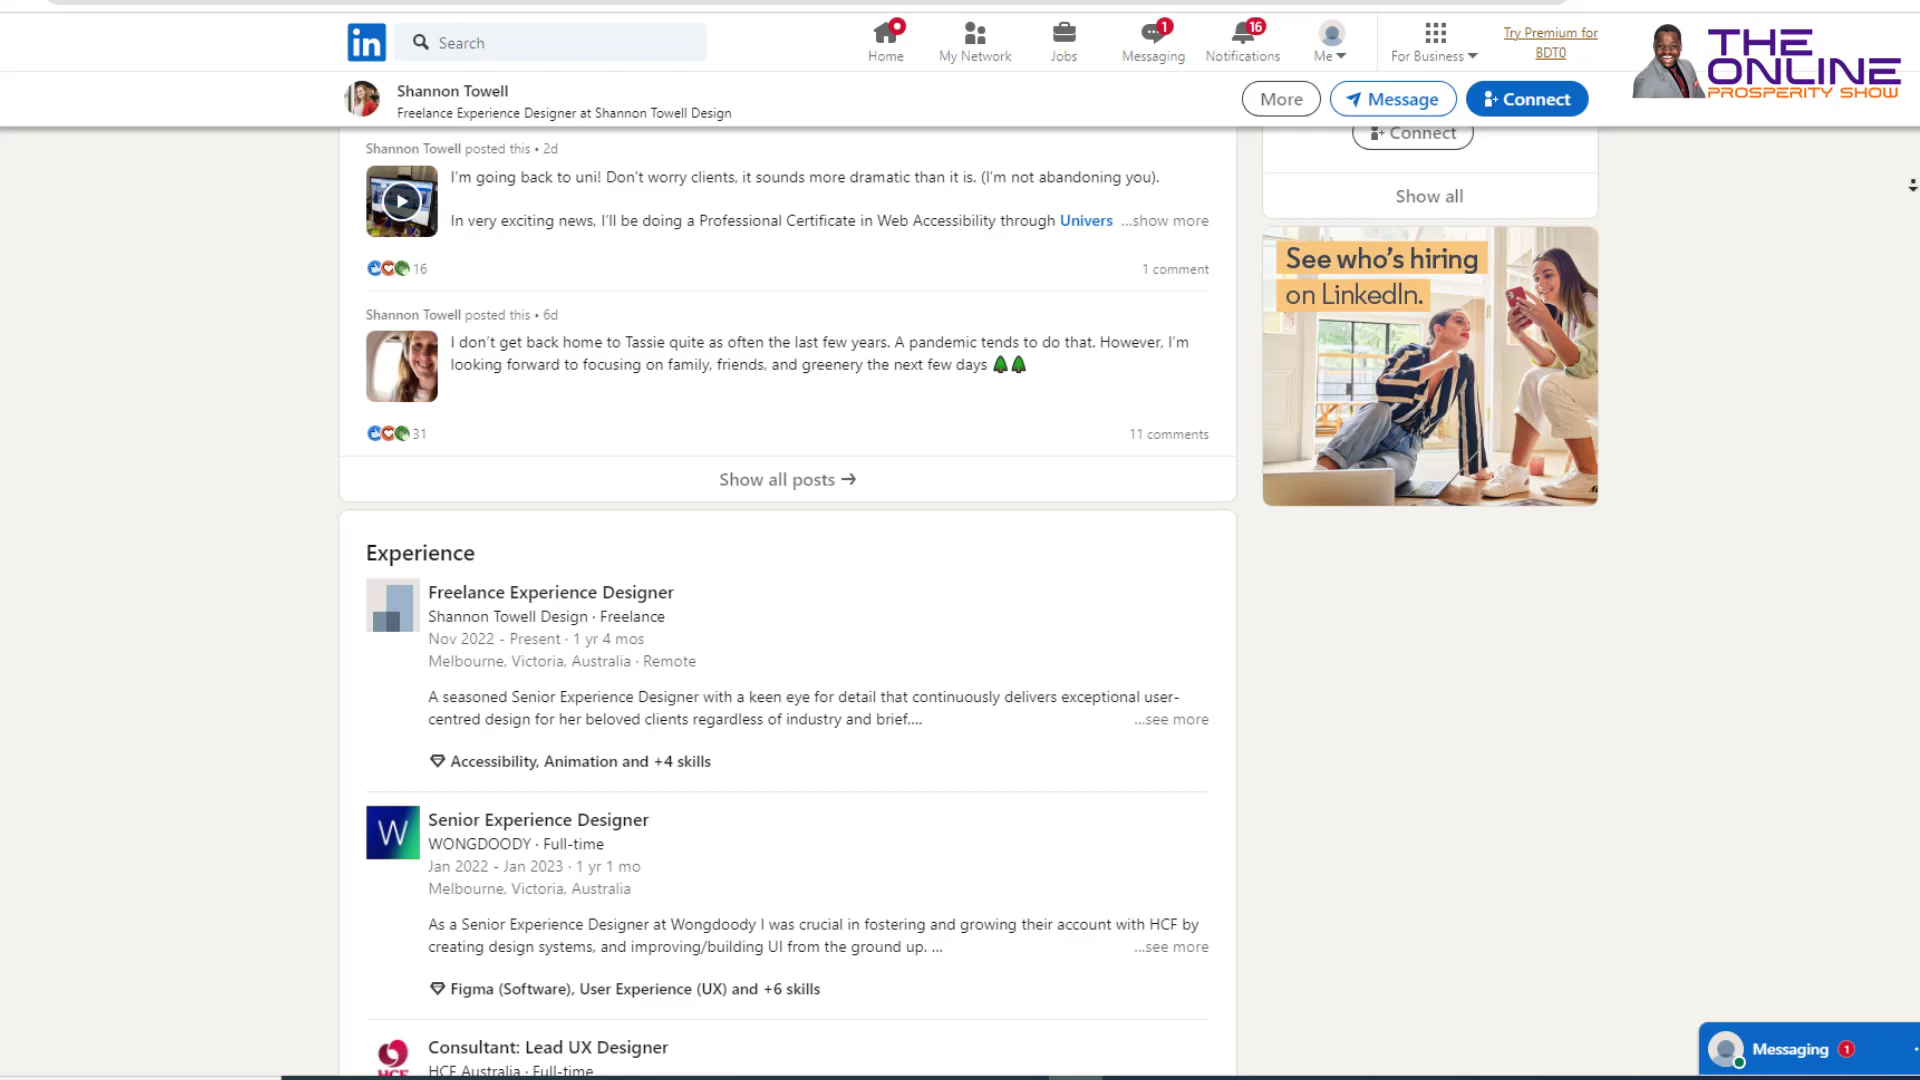 in
Search
Home
My Network
Jobs
1
Messaging
16
Notifications
Me
For Business
Try Premium for
BDT0
THE
ONLINE
PROSPERITY SHOW
Shannon Towell
Freelance Experience Designer at Shannon Towell Design
More
Message
Connect
Connect
Show all
Shannon Towell posted this • 2d
I'm going back to uni! Don't worry clients, it sounds more dramatic than it is. (I'm not abandoning you).
In very exciting news, I'll be doing a Professional Certificate in Web Accessibility through Univers ...show more
16
1 comment
Shannon Towell posted this • 6d
I don't get back home to Tassie quite as often the last few years. A pandemic tends to do that. However, I'm
looking forward to focusing on family, friends, and greenery the next few days 🌲🌲
31
11 comments
Show all posts →
See who's hiring
on LinkedIn.
Experience
Freelance Experience Designer
Shannon Towell Design · Freelance
Nov 2022 - Present · 1 yr 4 mos
Melbourne, Victoria, Australia · Remote
A seasoned Senior Experience Designer with a keen eye for detail that continuously delivers exceptional user-
centred design for her beloved clients regardless of industry and brief.... ...see more
Accessibility, Animation and +4 skills
W
Senior Experience Designer
WONGDOODY · Full-time
Jan 2022 - Jan 2023 · 1 yr 1 mo
Melbourne, Victoria, Australia
As a Senior Experience Designer at Wongdoody I was crucial in fostering and growing their account with HCF by
creating design systems, and improving/building UI from the ground up. ... ...see more
Figma (Software), User Experience (UX) and +6 skills
HCF
Consultant: Lead UX Designer
HCF Australia · Full-time
Messaging 1